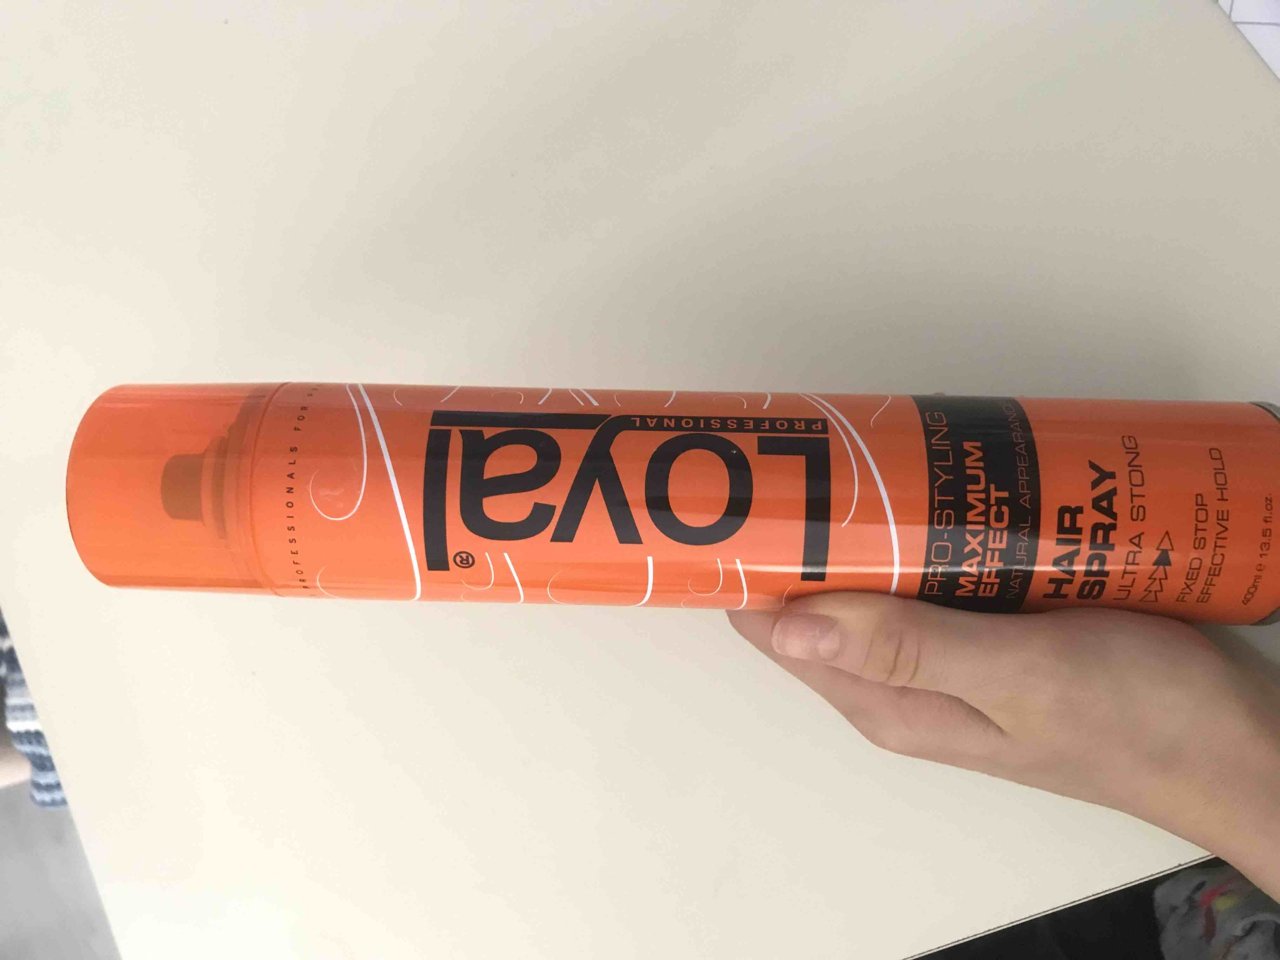 PROFESSIONALS FOR
Loyal®
PROFESSIONAL
PRO-STYLING
MAXIMUM
EFFECT
NATURAL APPEARANCE
HAIR
SPRAY
ULTRA STONG
FIXED STOP
EFFECTIVE HOLD
400ml e 13.5 fl.oz.